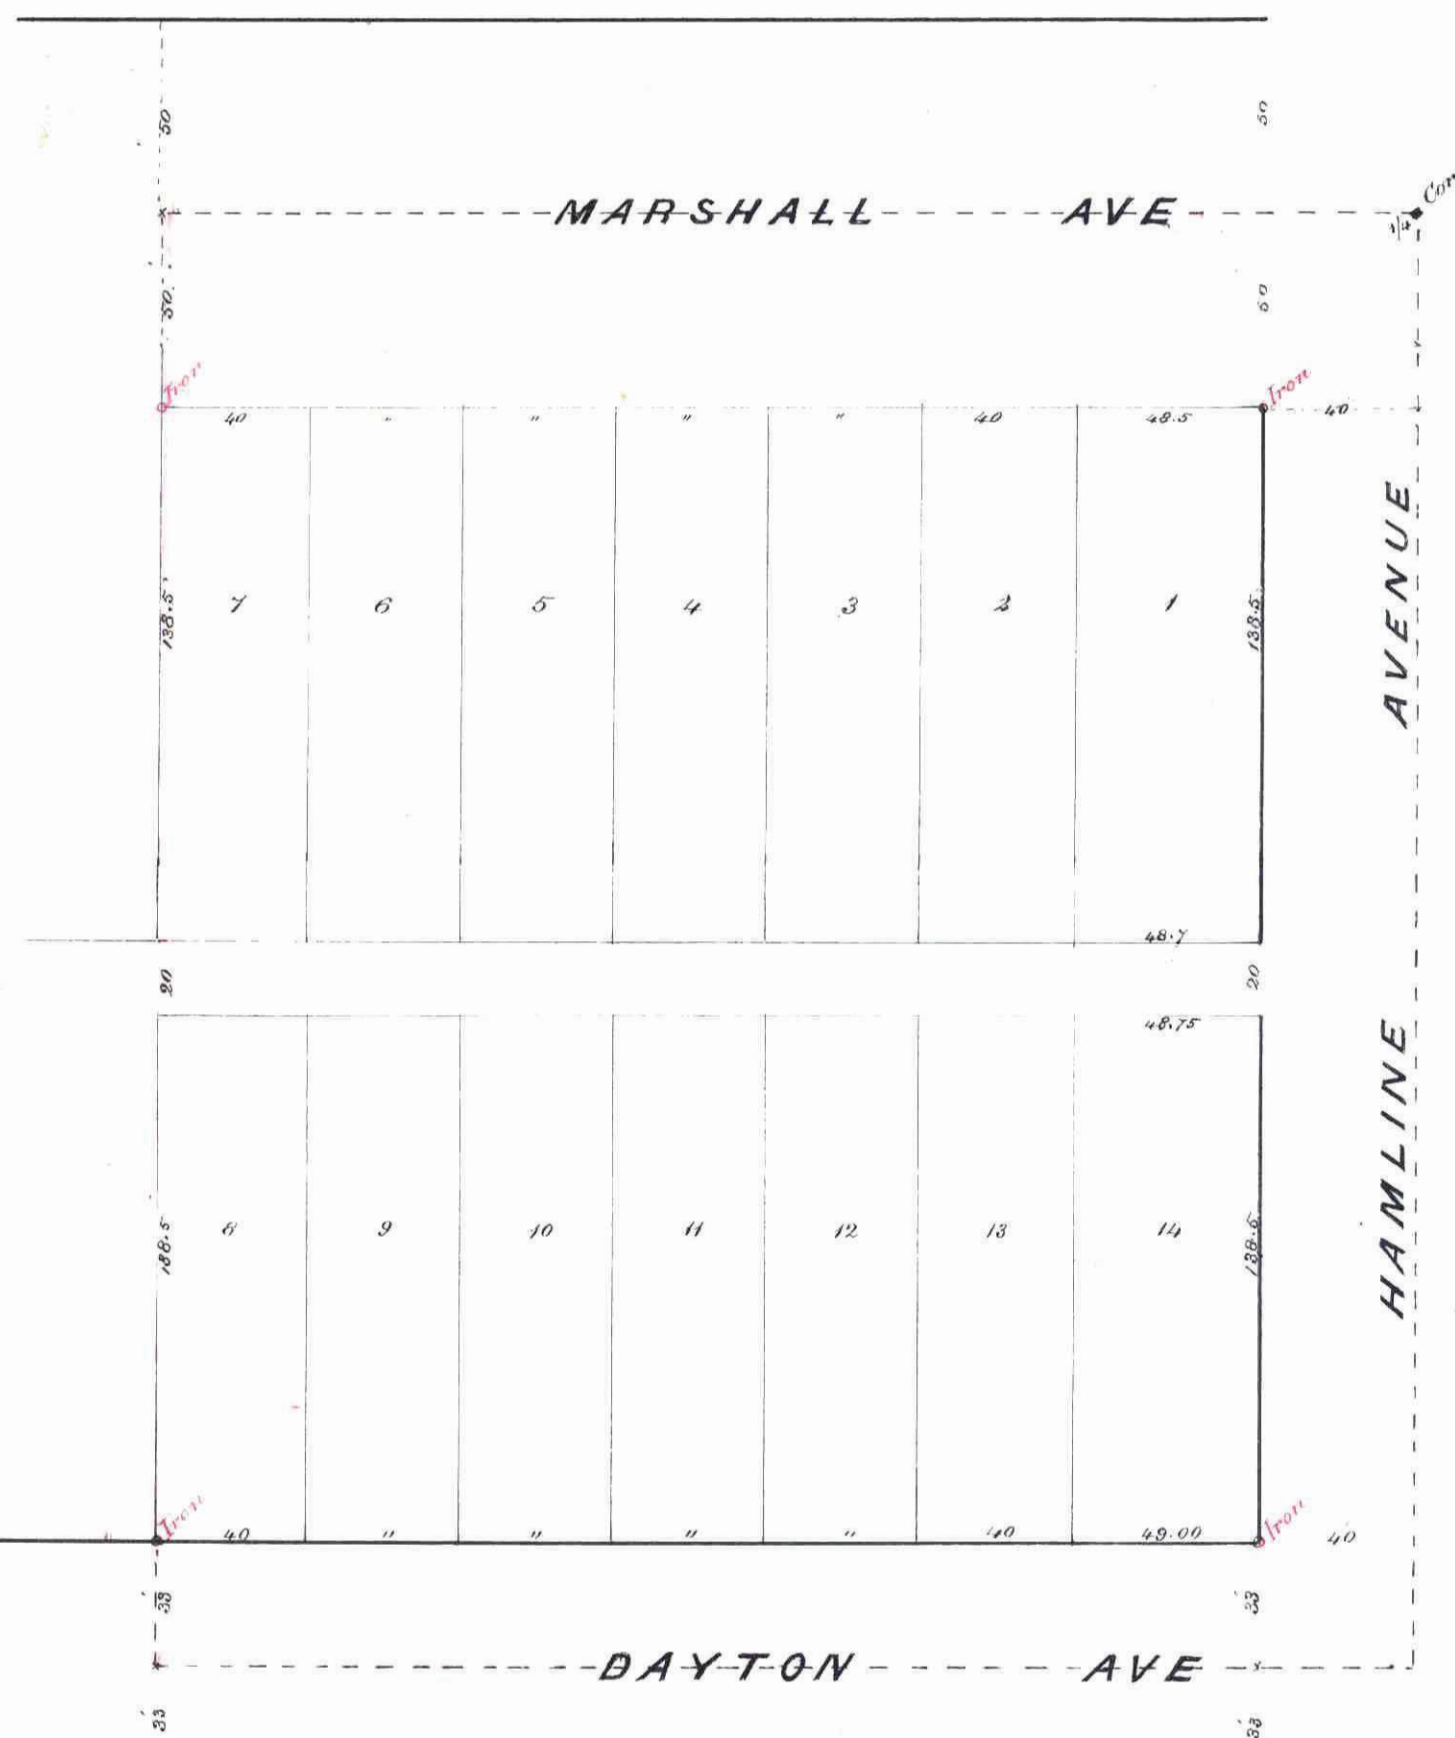 50 50
MARSHALL AVE
1/4 Cor
50 50
Iron Iron
40 " " " " 40 48.5 40
138.5 7 6 5 4 3 2 1 138.5
AVENUE
48.7
20 20
48.75
HAMLINE
138.5 8 9 10 11 12 13 14 138.5
Iron Iron
40 " " " " 40 49.00 40
33 33
DAYTON AVE
33 33